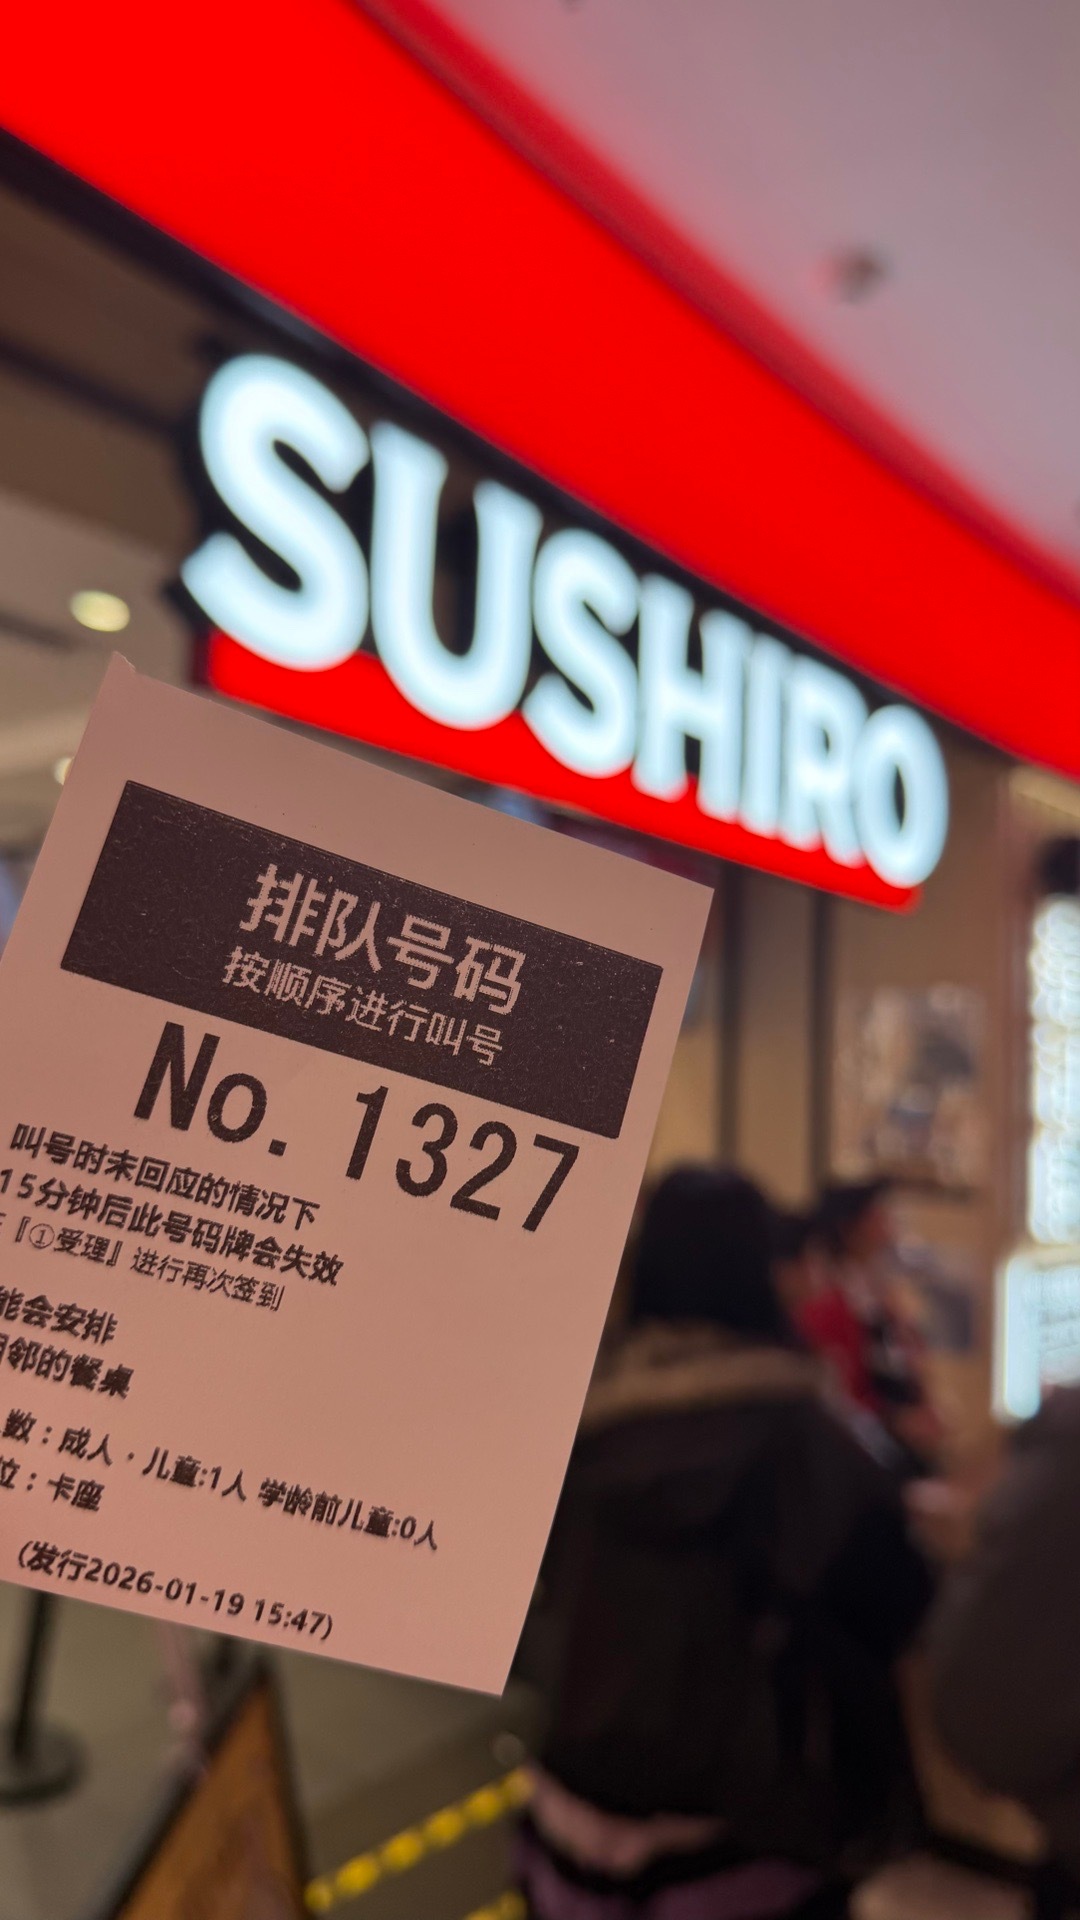 SUSHIRO
排队号码
按顺序进行叫号
No. 1327
叫号时未回应的情况下
15分钟后此号码牌会失效
『①受理』进行再次签到
能会安排
邻的餐桌
数：成人・儿童:1人 学龄前儿童:0人
位：卡座
(发行2026-01-19 15:47)